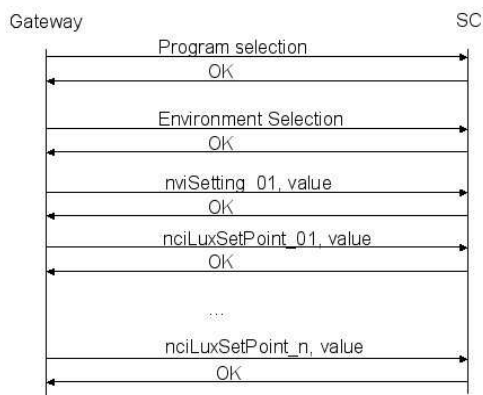 Gateway
SC
Program selection
OK
Environment Selection
OK
nviSetting_01, value
OK
nciLuxSetPoint_01, value
OK
...
nciLuxSetPoint_n, value
OK